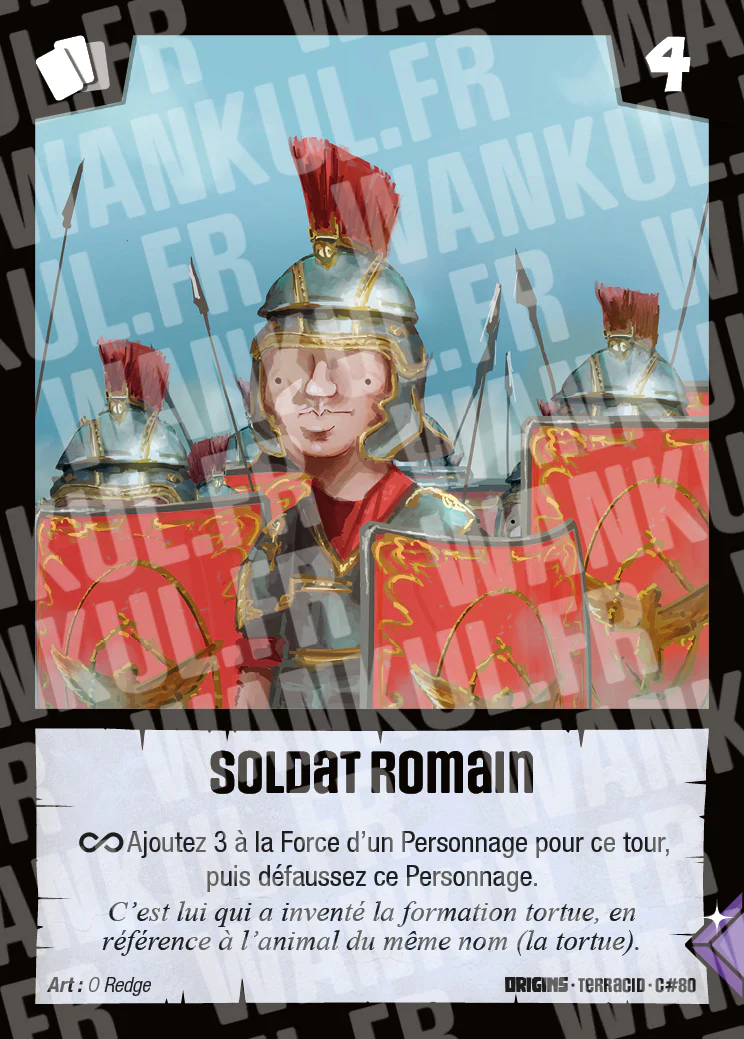 4
SOLDAT ROMAIN
Ajoutez 3 à la Force d'un Personnage pour ce tour,
puis défaussez ce Personnage.
C'est lui qui a inventé la formation tortue, en
référence à l'animal du même nom (la tortue).
Art : O Redge
ORIGINS · TERRACID · C#80
WANKUL.FR